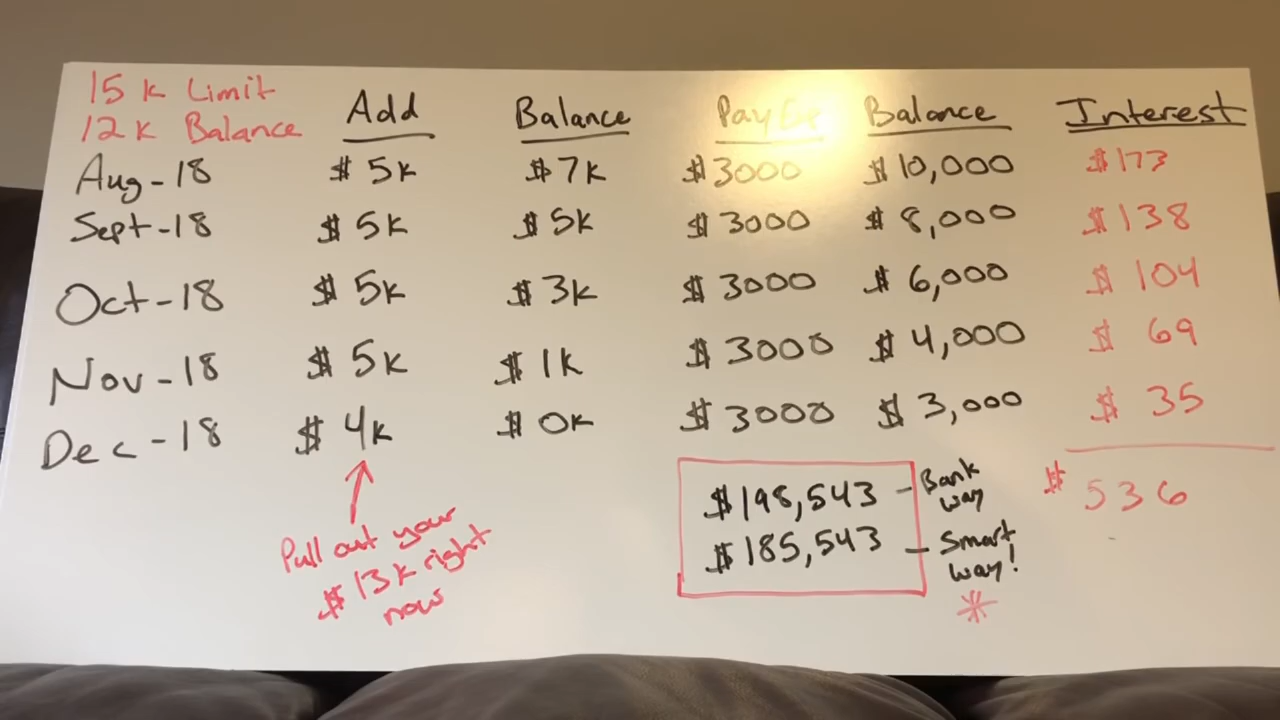 15 k Limit
12 k Balance
Add Balance Pay Balance Interest
Aug-18 $ 5k $ 7k $3000 $10,000 $173
Sept-18 $ 5k $ 5k $3000 $ 8,000 $138
Oct-18 $ 5k $ 3k $3000 $ 6,000 $ 104
Nov-18 $ 5k $ 1k $ 3000 $ 4,000 $ 69
Dec-18 $ 4k $ 0k $ 3000 $ 3,000 $ 35
$ 536
$198,543 - Bank way
$185,543 - Smart way!
*
Pull out your
$13k right
now